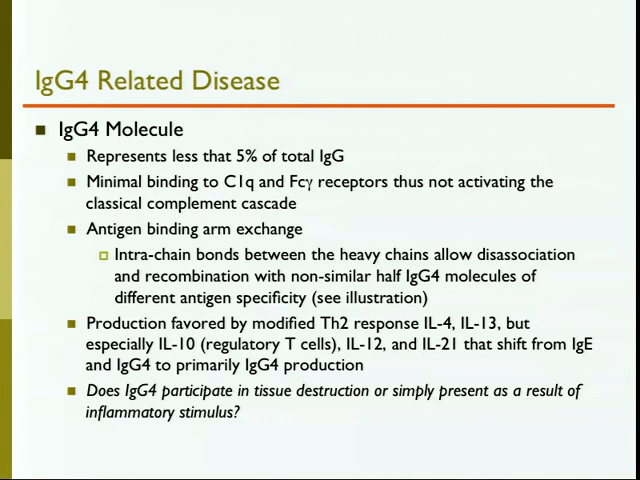 IgG4 Related Disease
IgG4 Molecule
Represents less that 5% of total IgG
Minimal binding to C1q and Fcγ receptors thus not activating the
classical complement cascade
Antigen binding arm exchange
Intra-chain bonds between the heavy chains allow disassociation
and recombination with non-similar half IgG4 molecules of
different antigen specificity (see illustration)
Production favored by modified Th2 response IL-4, IL-13, but
especially IL-10 (regulatory T cells), IL-12, and IL-21 that shift from IgE
and IgG4 to primarily IgG4 production
Does IgG4 participate in tissue destruction or simply present as a result of
inflammatory stimulus?